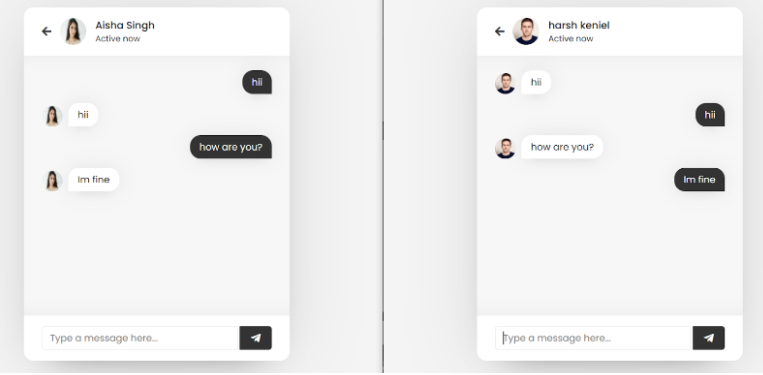 Aisha Singh
Active now
hii
hii
how are you?
Im fine
Type a message here...
harsh keniel
Active now
hii
hii
how are you?
Im fine
Type a message here...